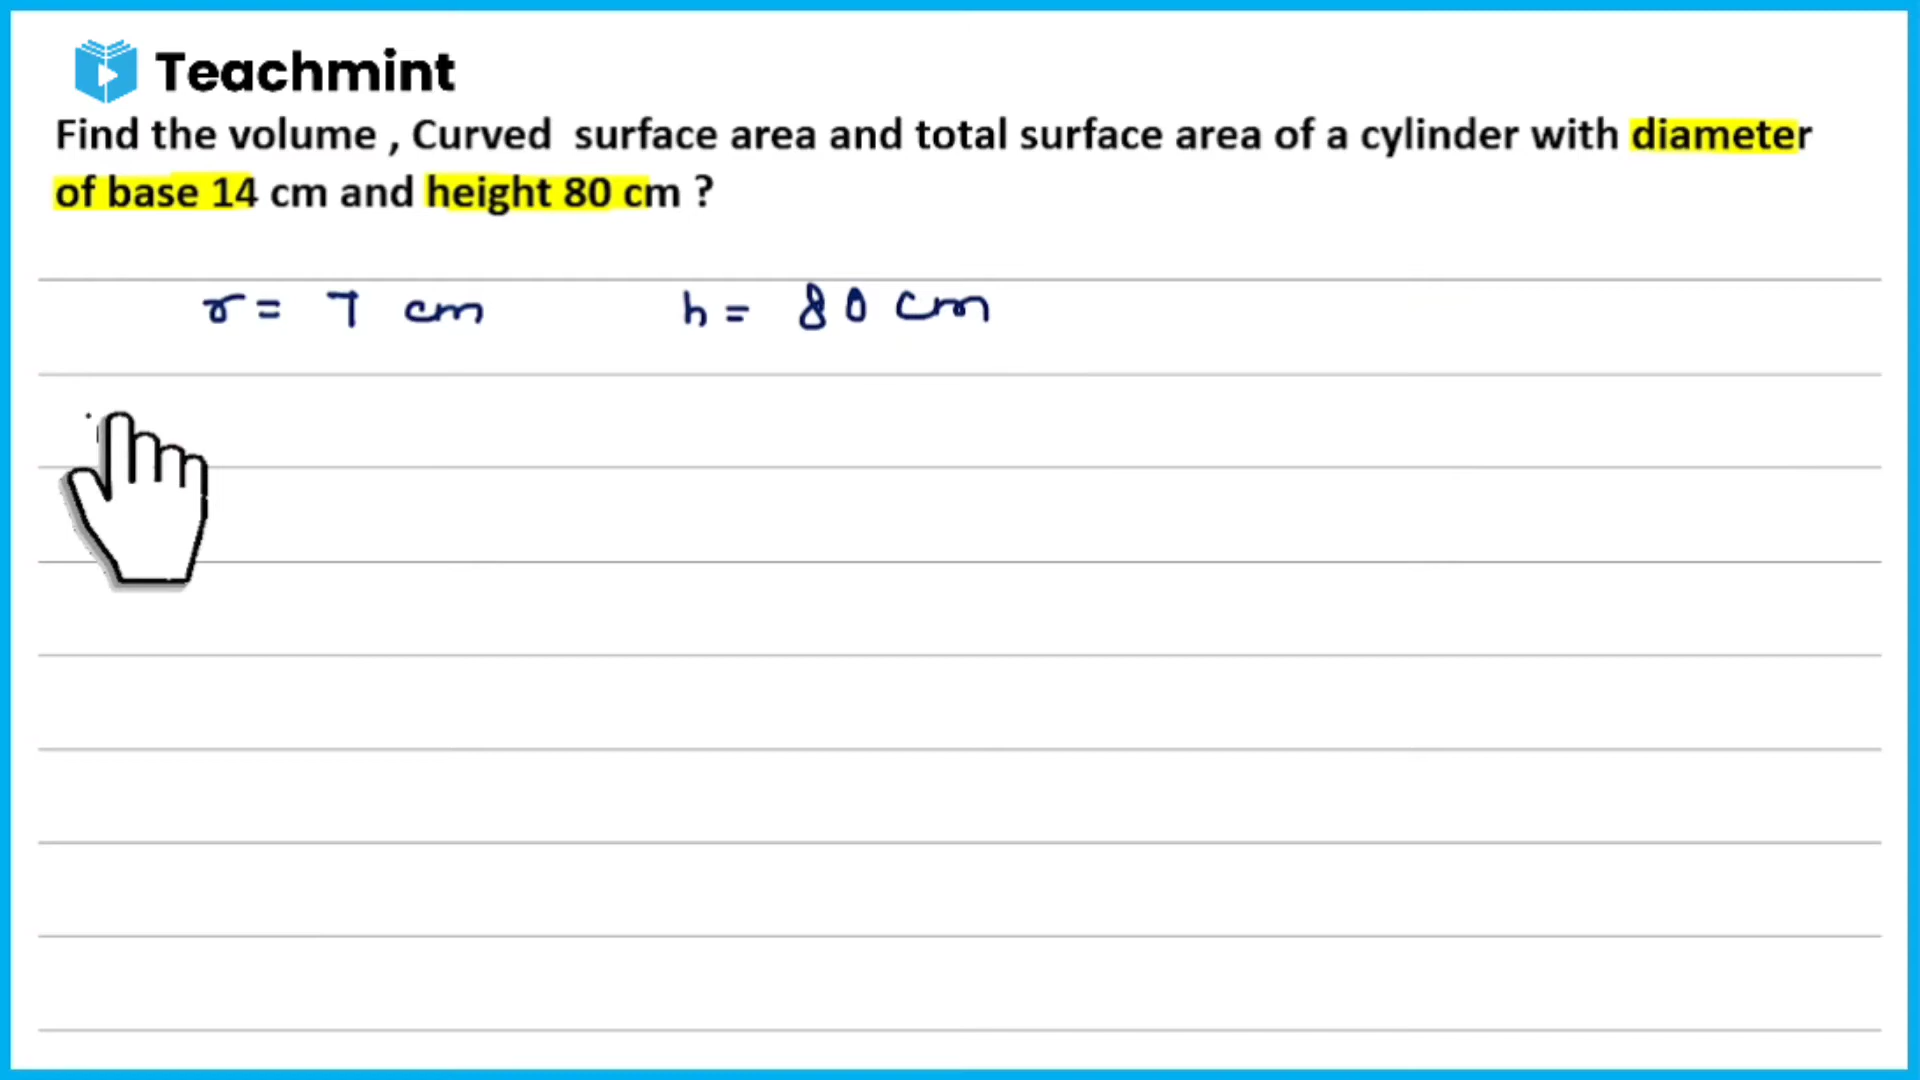 Teachmint
Find the volume , Curved surface area and total surface area of a cylinder with diameter
of base 14 cm and height 80 cm ?
r = 7 cm h = 80 cm